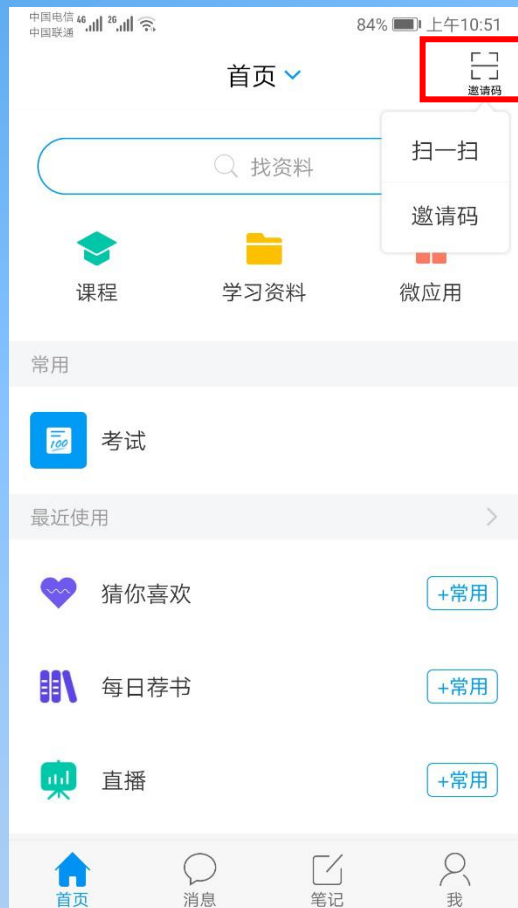 中国电信 46 26
中国联通
84% 上午10:51
首页
邀请码
扫一扫
找资料
邀请码
课程 学习资料 微应用
常用
100 考试
最近使用
猜你喜欢 +常用
每日荐书 +常用
直播 +常用
首页 消息 笔记 我